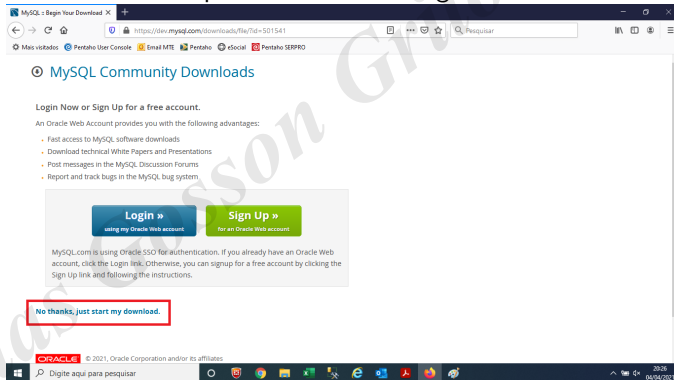 MySQL :: Begin Your Download
https://dev.mysql.com/downloads/file/?id=501541
Pesquisar
Mais visitados Pentaho User Console Email MTE Pentaho eSocial Pentaho SERPRO
MySQL Community Downloads
Login Now or Sign Up for a free account.
An Oracle Web Account provides you with the following advantages:
Fast access to MySQL software downloads
Download technical White Papers and Presentations
Post messages in the MySQL Discussion Forums
Report and track bugs in the MySQL bug system
Login » Sign Up »
using my Oracle Web account for an Oracle Web account
MySQL.com is using Oracle SSO for authentication. If you already have an Oracle Web
account, click the Login link. Otherwise, you can signup for a free account by clicking the
Sign Up link and following the instructions.
No thanks, just start my download.
ORACLE © 2021, Oracle Corporation and/or its affiliates
Digite aqui para pesquisar
20:26
04/04/2021
Gosson Grinaho